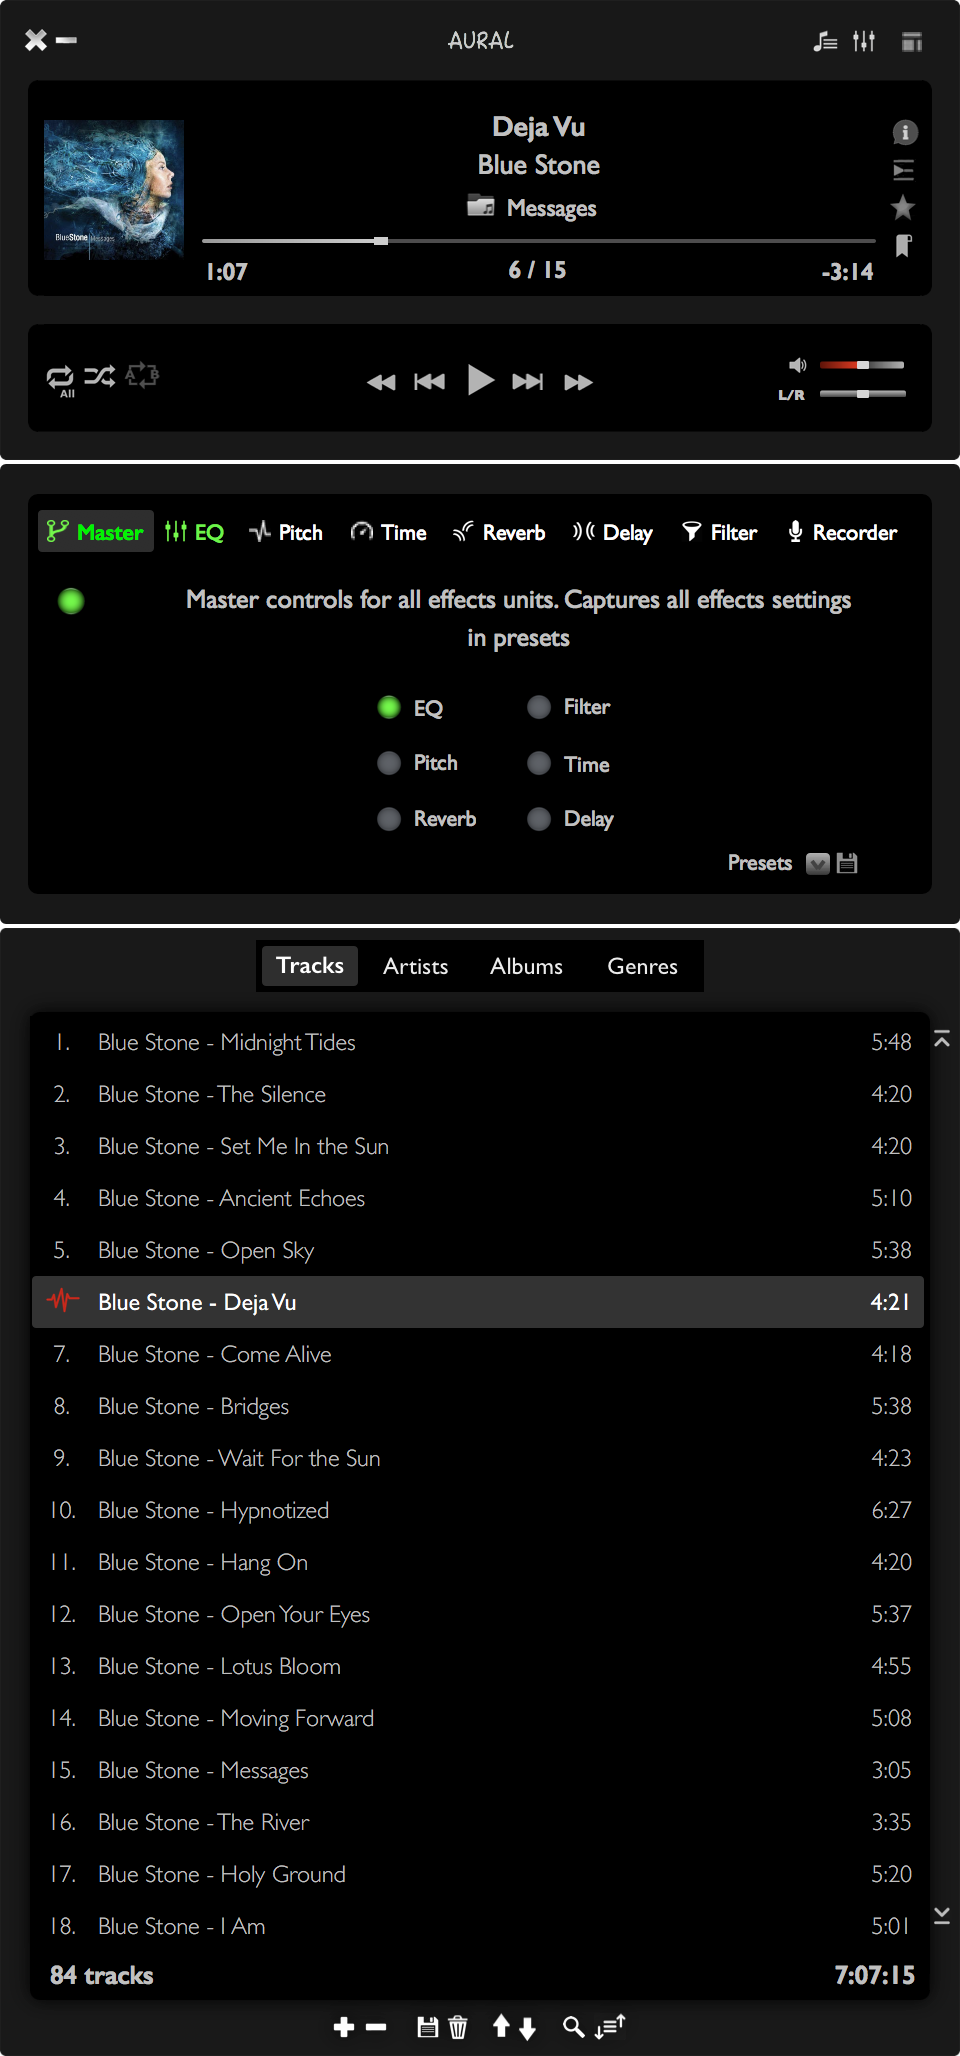 AURAL
Deja Vu
Blue Stone
Messages
BlueStone Messages
1:07 6 / 15 -3:14
All A B
L/R
Master EQ Pitch Time Reverb Delay Filter Recorder
Master controls for all effects units. Captures all effects settings
in presets
EQ Filter
Pitch Time
Reverb Delay
Presets
Tracks Artists Albums Genres
1. Blue Stone - Midnight Tides 5:48
2. Blue Stone - The Silence 4:20
3. Blue Stone - Set Me In the Sun 4:20
4. Blue Stone - Ancient Echoes 5:10
5. Blue Stone - Open Sky 5:38
Blue Stone - Deja Vu 4:21
7. Blue Stone - Come Alive 4:18
8. Blue Stone - Bridges 5:38
9. Blue Stone - Wait For the Sun 4:23
10. Blue Stone - Hypnotized 6:27
11. Blue Stone - Hang On 4:20
12. Blue Stone - Open Your Eyes 5:37
13. Blue Stone - Lotus Bloom 4:55
14. Blue Stone - Moving Forward 5:08
15. Blue Stone - Messages 3:05
16. Blue Stone - The River 3:35
17. Blue Stone - Holy Ground 5:20
18. Blue Stone - I Am 5:01
84 tracks 7:07:15